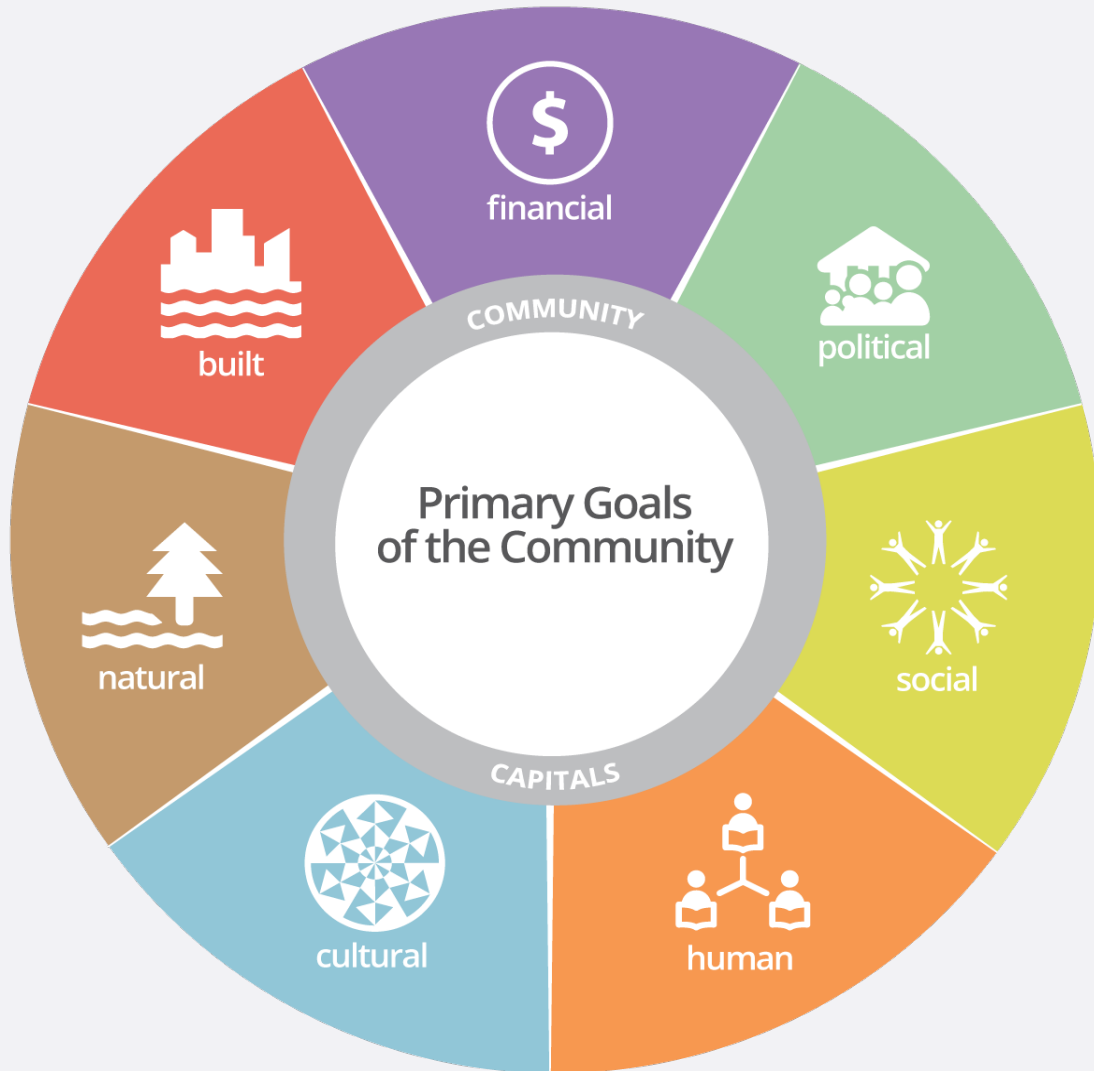 $
financial
political
social
human
cultural
natural
built
COMMUNITY
Primary Goals
of the Community
CAPITALS